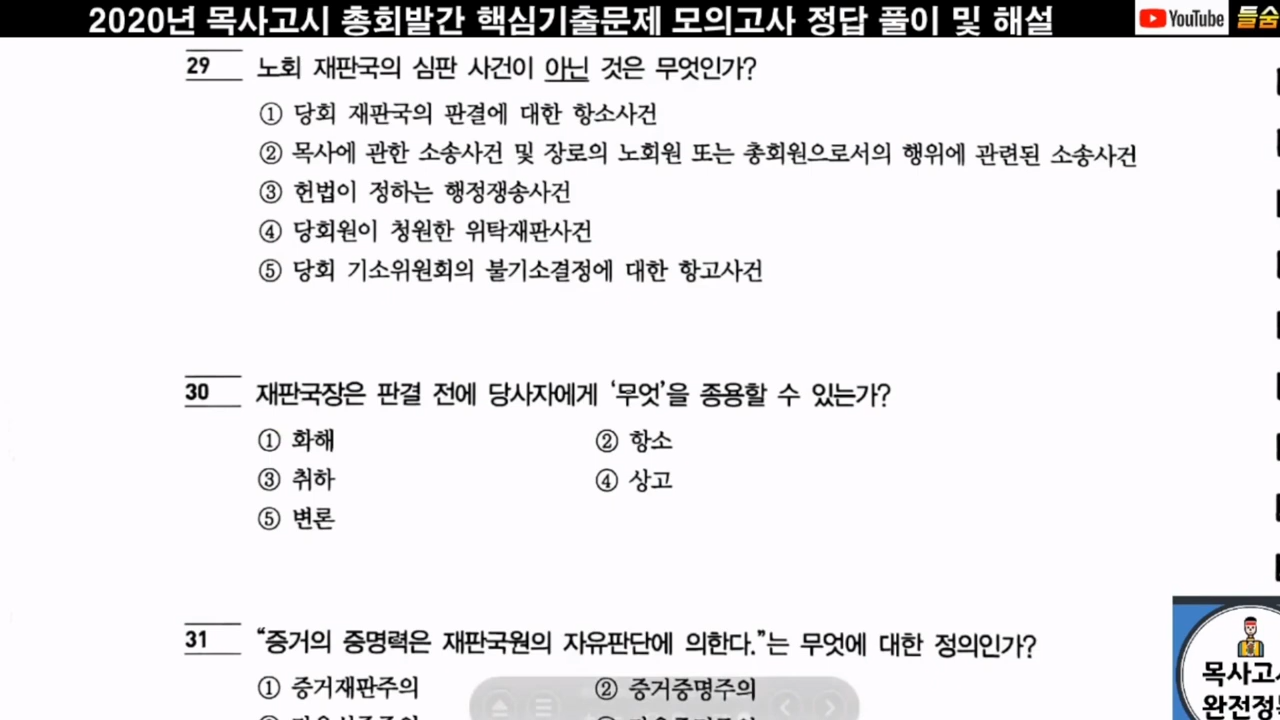 2020년 목사고시 총회발간 핵심기출문제 모의고사 정답 풀이 및 해설
YouTube 들숨
29 노회 재판국의 심판 사건이 아닌 것은 무엇인가?
① 당회 재판국의 판결에 대한 항소사건
② 목사에 관한 소송사건 및 장로의 노회원 또는 총회원으로서의 행위에 관련된 소송사건
③ 헌법이 정하는 행정쟁송사건
④ 당회원이 청원한 위탁재판사건
⑤ 당회 기소위원회의 불기소결정에 대한 항고사건
30 재판국장은 판결 전에 당사자에게 ‘무엇’을 종용할 수 있는가?
① 화해 ② 항소
③ 취하 ④ 상고
⑤ 변론
31 “증거의 증명력은 재판국원의 자유판단에 의한다.”는 무엇에 대한 정의인가?
① 증거재판주의 ② 증거증명주의
목사고시
완전정